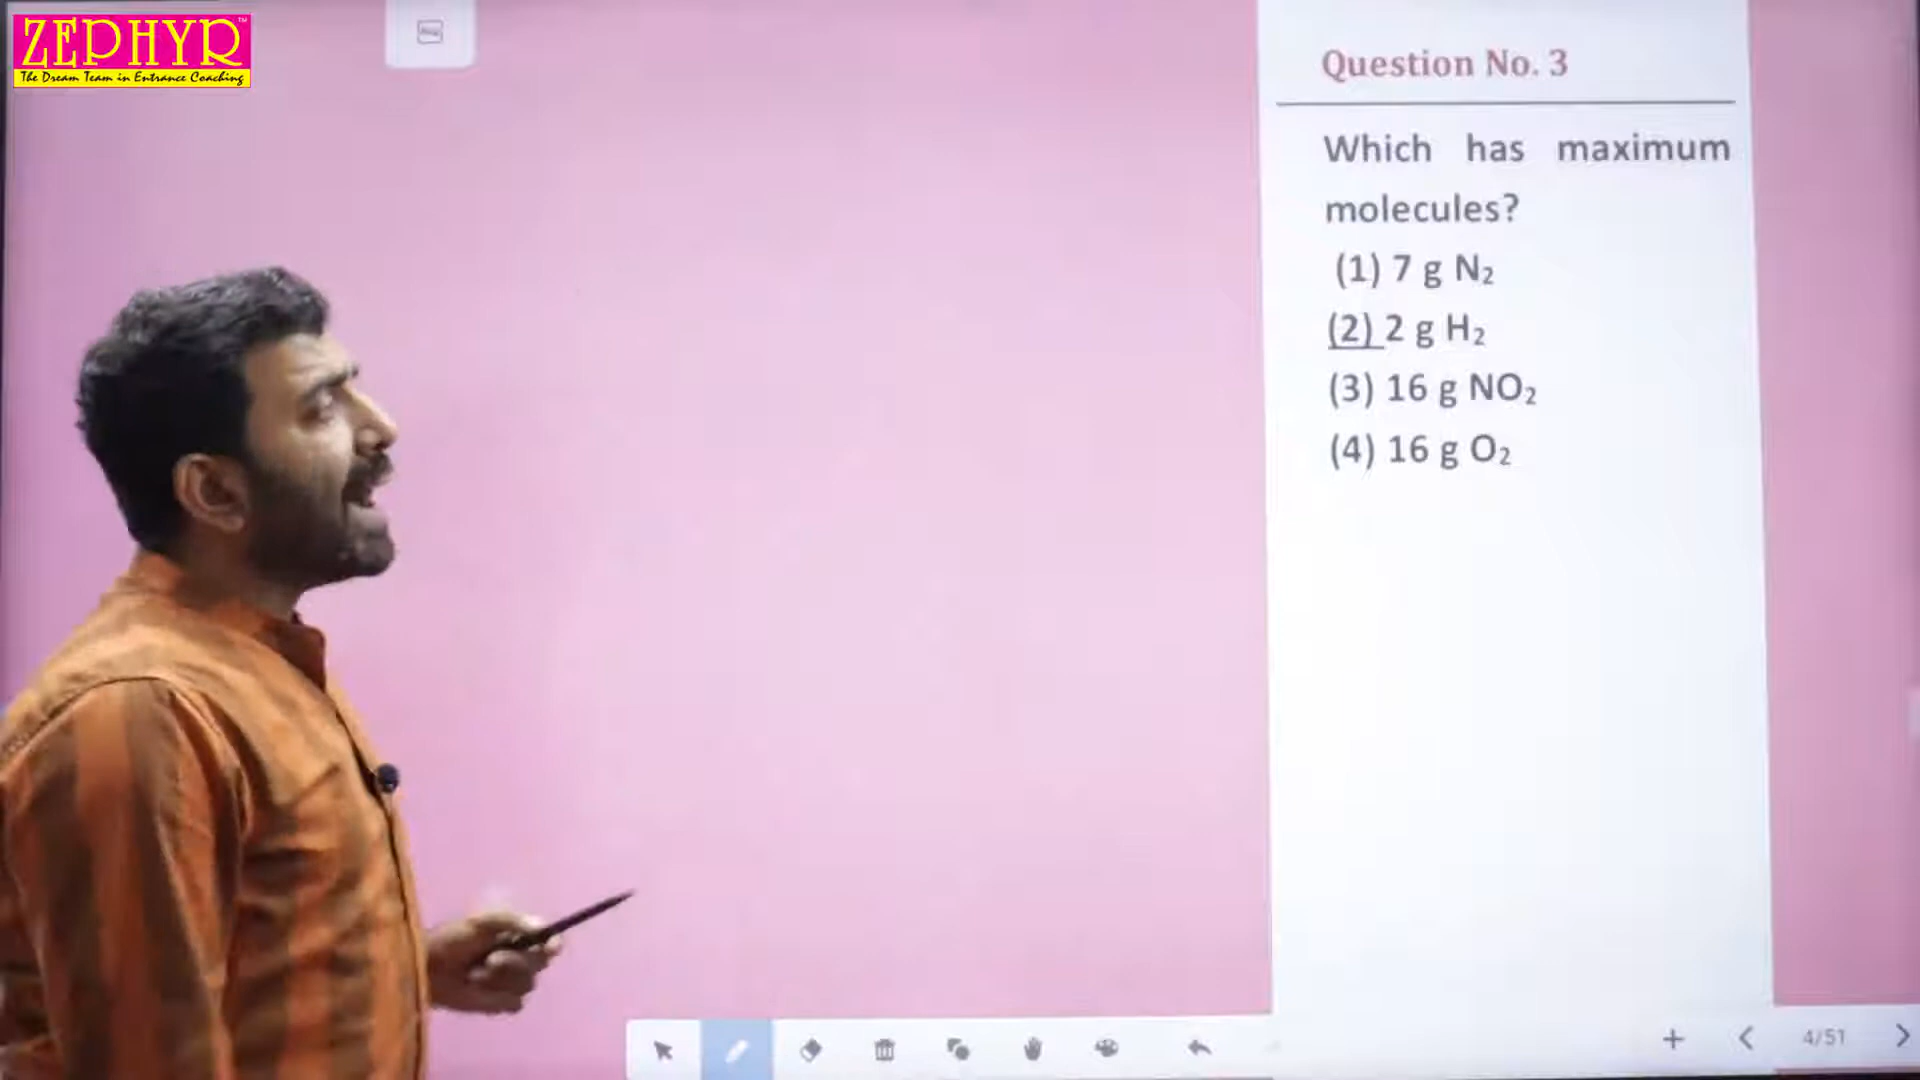 ZEPHYR™
The Dream Team in Entrance Coaching
Question No. 3
Which has maximum
molecules?
(1) 7 g N₂
(2) 2 g H₂
(3) 16 g NO₂
(4) 16 g O₂
4/51